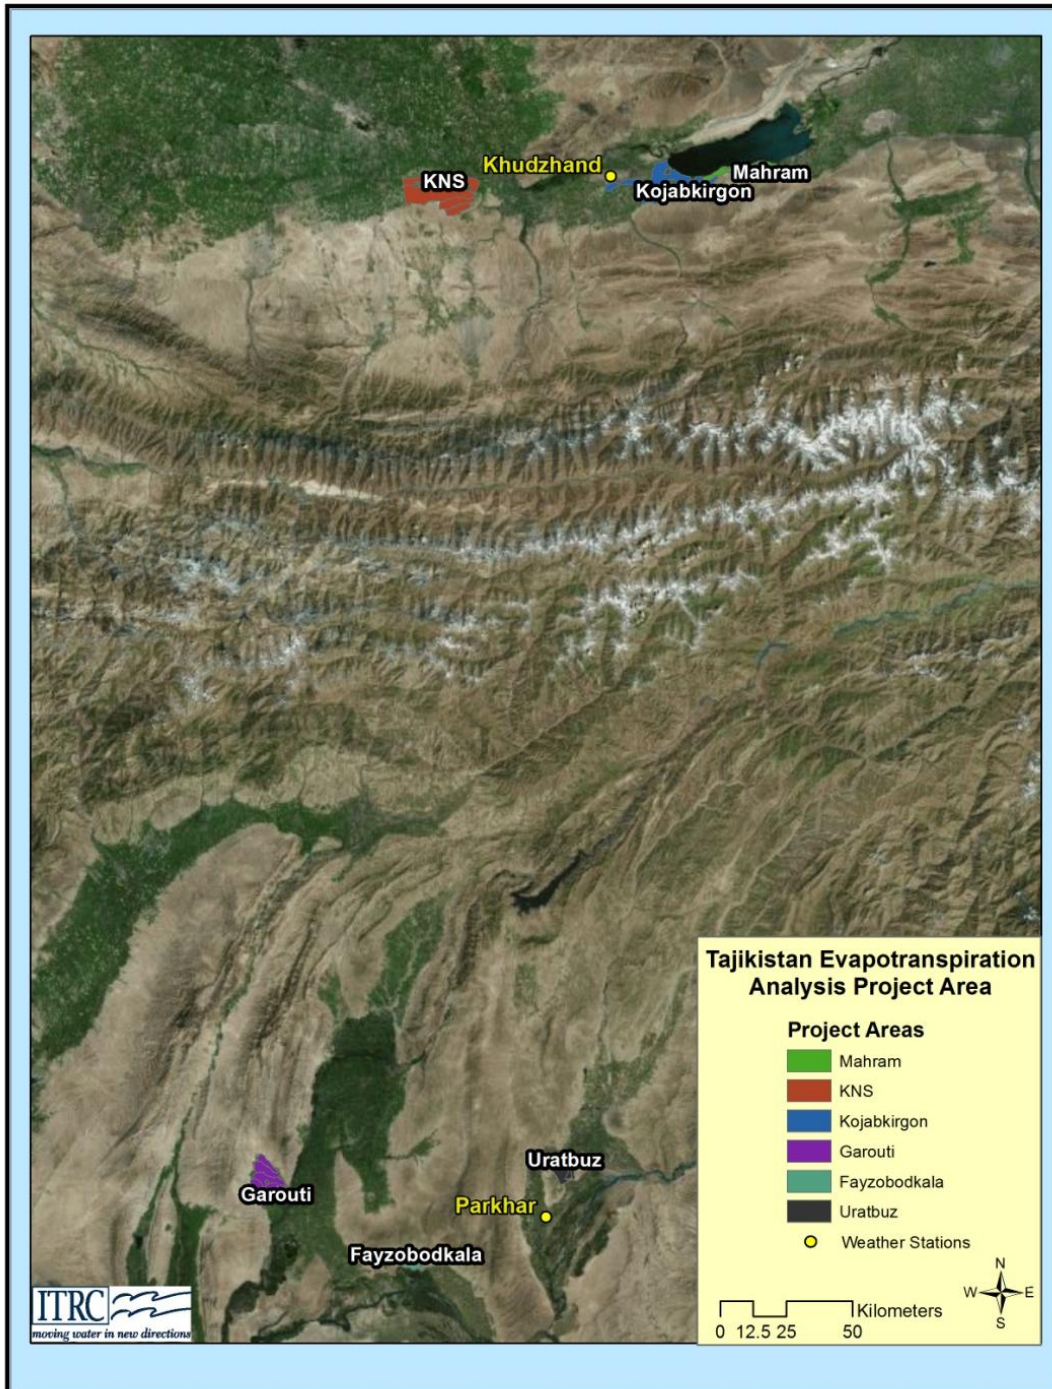 Khudzhand
Mahram
KNS
Kojabkirgon
Uratbuz
Garouti
Parkhar
Fayzobodkala
Tajikistan Evapotranspiration
Analysis Project Area
Project Areas
Mahram
KNS
Kojabkirgon
Garouti
Fayzobodkala
Uratbuz
Weather Stations
N
W E
S
Kilometers
0 12.5 25 50
ITRC
moving water in new directions